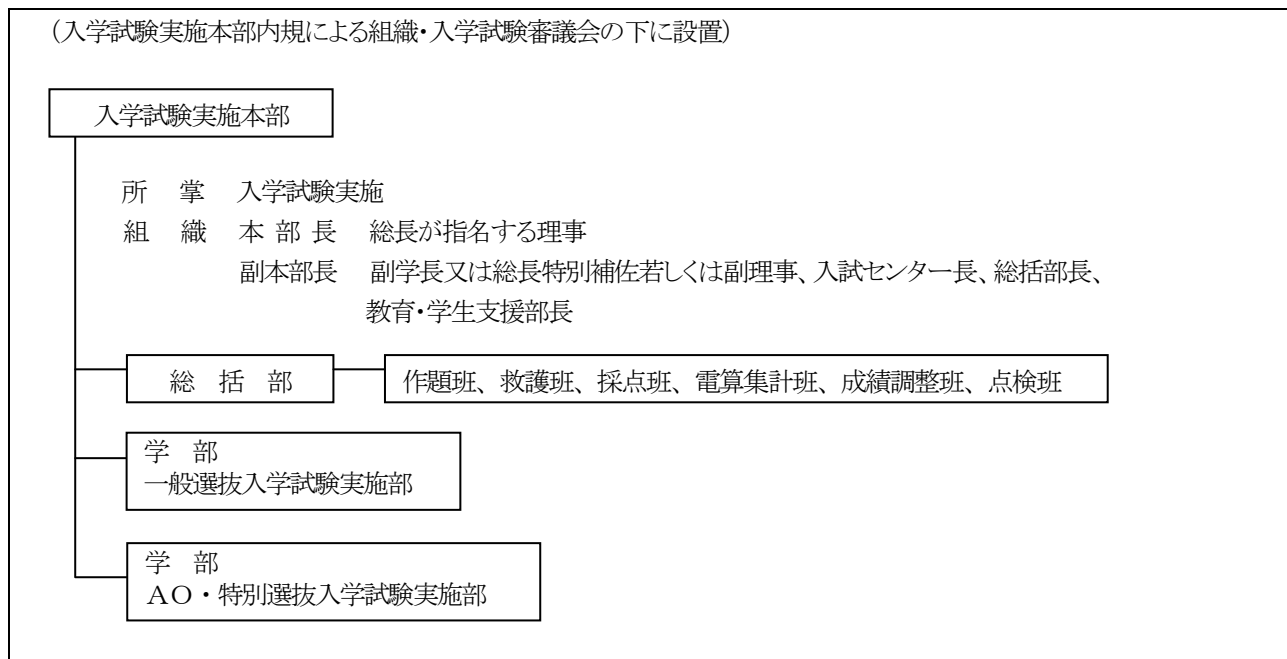 (入学試験実施本部内規による組織・入学試験審議会の下に設置)
入学試験実施本部
所　掌　入学試験実施
組　織　本 部 長　総長が指名する理事
副本部長　副学長又は総長特別補佐若しくは副理事、入試センター長、総括部長、
教育・学生支援部長
総　括　部　作題班、救護班、採点班、電算集計班、成績調整班、点検班
学　部
一般選抜入学試験実施部
学　部
AO・特別選抜入学試験実施部